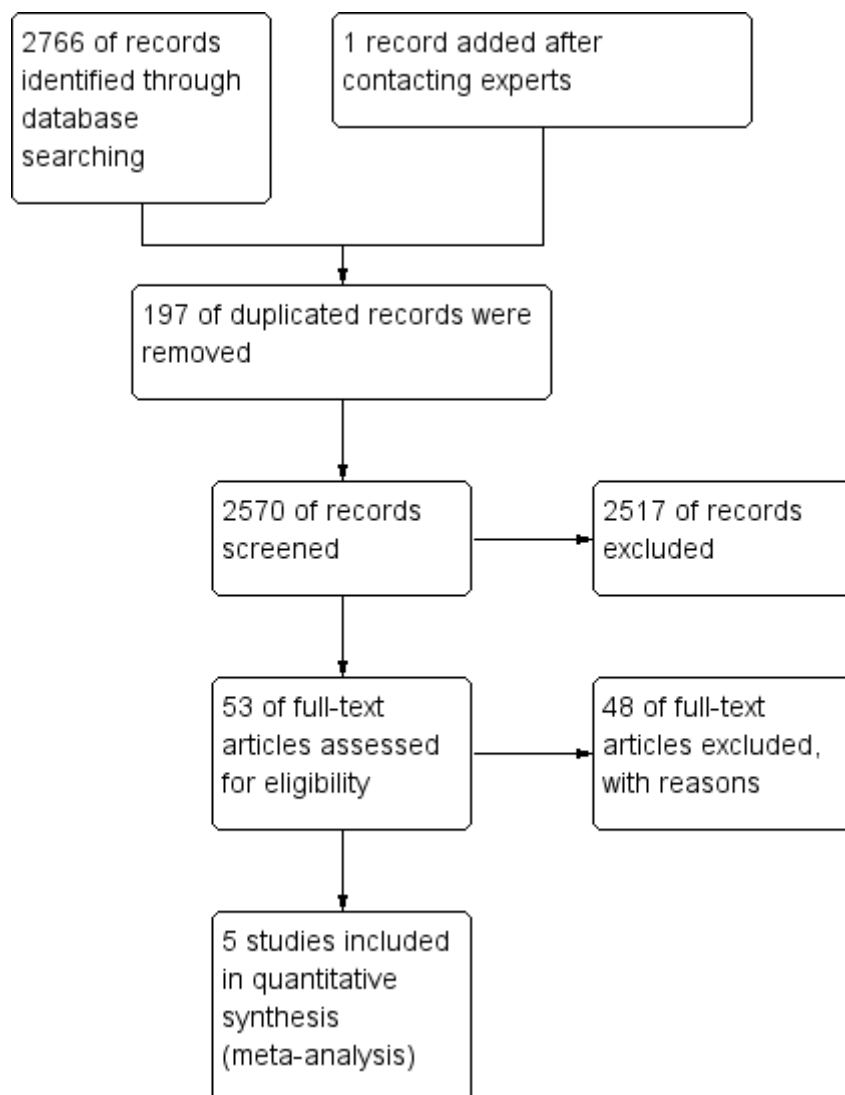 2766 of records
identified through
database
searching
1 record added after
contacting experts
197 of duplicated records were
removed
2570 of records
screened
2517 of records
excluded
53 of full-text
articles assessed
for eligibility
48 of full-text
articles excluded,
with reasons
5 studies included
in quantitative
synthesis
(meta-analysis)